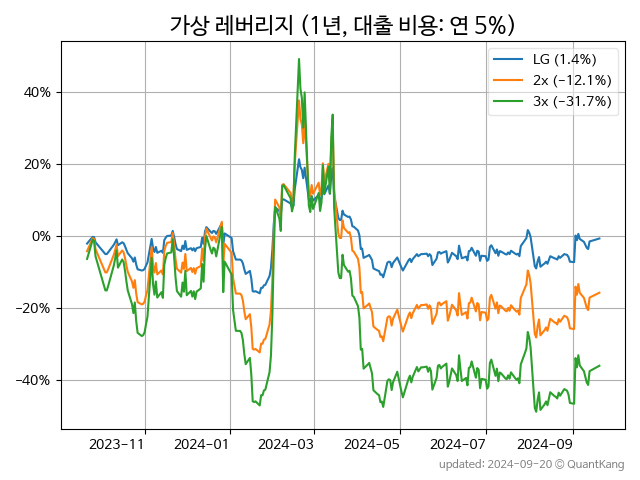 가상 레버리지 (1년, 대출 비용: 연 5%)
LG (1.4%)
2x (−12.1%)
3x (−31.7%)
40%
20%
0%
−20%
−40%
2023-11 2024-01 2024-03 2024-05 2024-07 2024-09
updated: 2024-09-20 © QuantKang